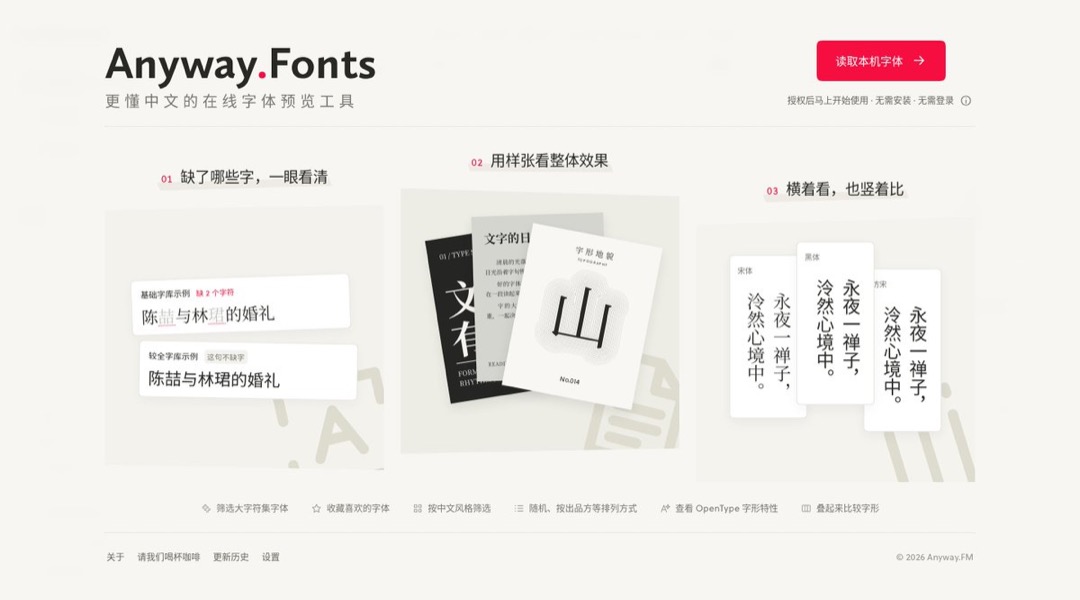 Anyway.Fonts
更懂中文的在线字体预览工具
读取本机字体
授权后马上开始使用 · 无需安装 · 无需登录
01 缺了哪些字，一眼看清
基础字库示例 缺 2 个字符
陈喆与林珺的婚礼
较全字库示例 这句不缺字
陈喆与林珺的婚礼
02 用样张看整体效果
01 / TYPE
文
有
FORM
RHYTH
文字的日
READ
字形地貌
TYPOGRAPHY
山
No.014
03 横着看，也竖着比
宋体
永夜一禅子，
泠然心境中。
黑体
永夜一禅子，
泠然心境中。
仿宋
永夜一禅子，
泠然心境中。
筛选大字符集字体
收藏喜欢的字体
按中文风格筛选
随机、按出品方等排列方式
查看 OpenType 字形特性
叠起来比较字形
关于 请我们喝杯咖啡 更新历史 设置
© 2026 Anyway.FM